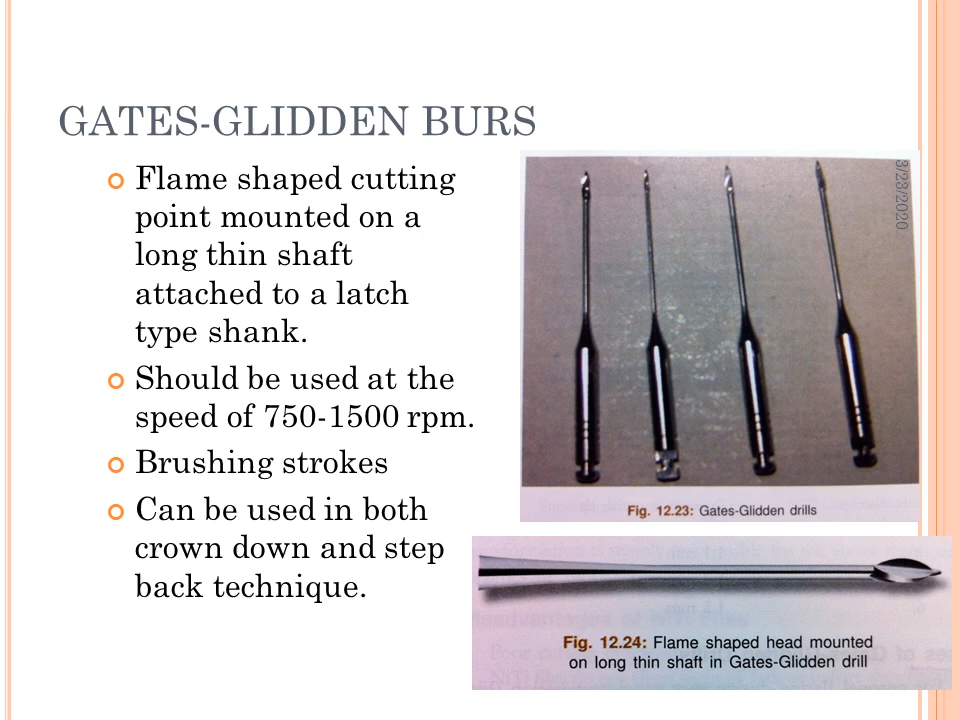 GATES-GLIDDEN BURS
Flame shaped cutting
point mounted on a
long thin shaft
attached to a latch
type shank.
Should be used at the
speed of 750-1500 rpm.
Brushing strokes
Can be used in both
crown down and step
back technique.
3/23/2020
Fig. 12.23: Gates-Glidden drills
Fig. 12.24: Flame shaped head mounted
on long thin shaft in Gates-Glidden drill